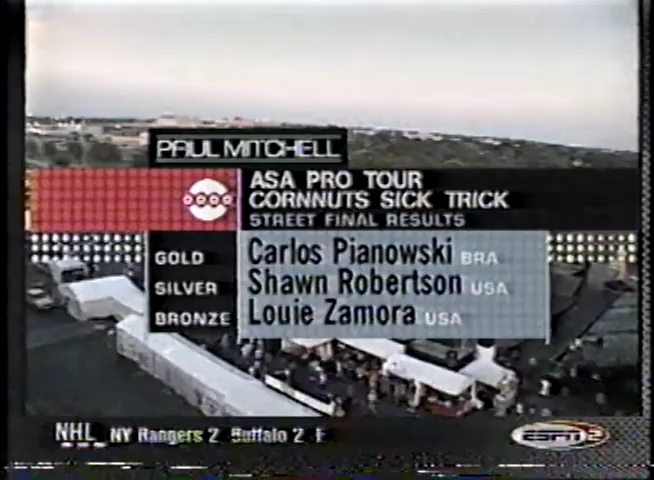 PAUL MITCHELL
ASA PRO TOUR
CORNNUTS SICK TRICK
STREET FINAL RESULTS
GOLD Carlos Pianowski BRA
SILVER Shawn Robertson USA
BRONZE Louie Zamora USA
NHL NY Rangers 2 Buffalo 2 F
ESPN2